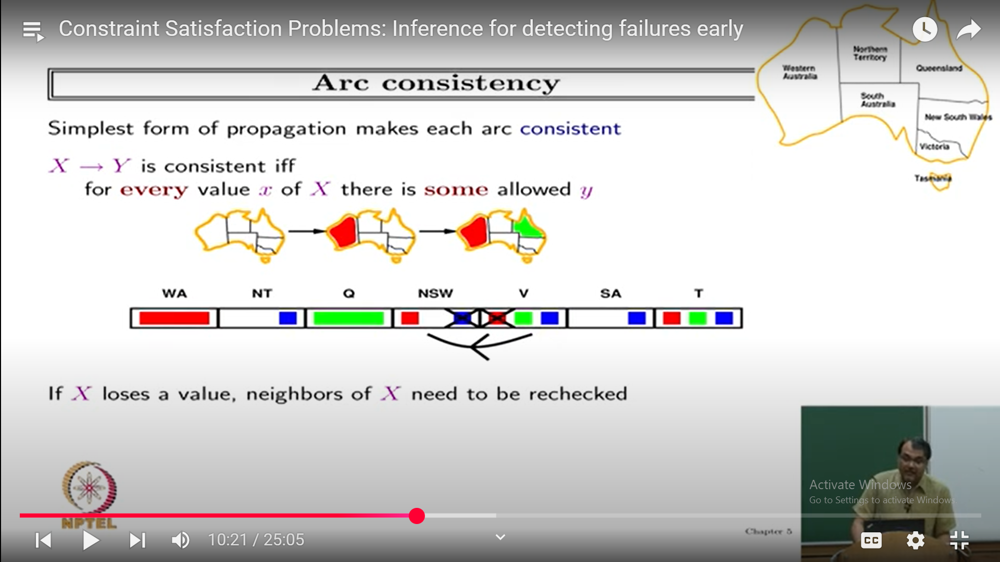 Constraint Satisfaction Problems: Inference for detecting failures early
Arc consistency
Simplest form of propagation makes each arc consistent
X → Y is consistent iff
for every value x of X there is some allowed y
Western
Australia
Northern
Territory
Queensland
South
Australia
New South Wales
Victoria
Tasmania
WA NT Q NSW V SA T
If X loses a value, neighbors of X need to be rechecked
NPTEL
Activate Windows
Go to Settings to activate Windows.
Chapter 5
10:21 / 25:05
CC